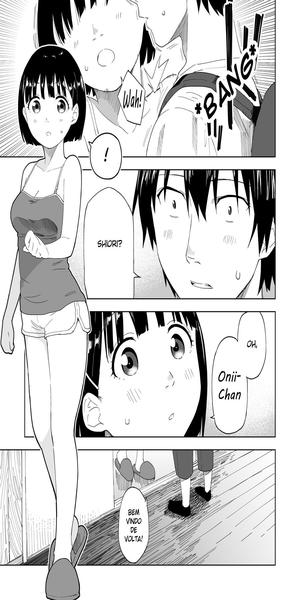 Wah!
*BANG*
!
SHIORI?
OH,
Onii-
Chan
BEM
VINDO
DE
VOLTA!